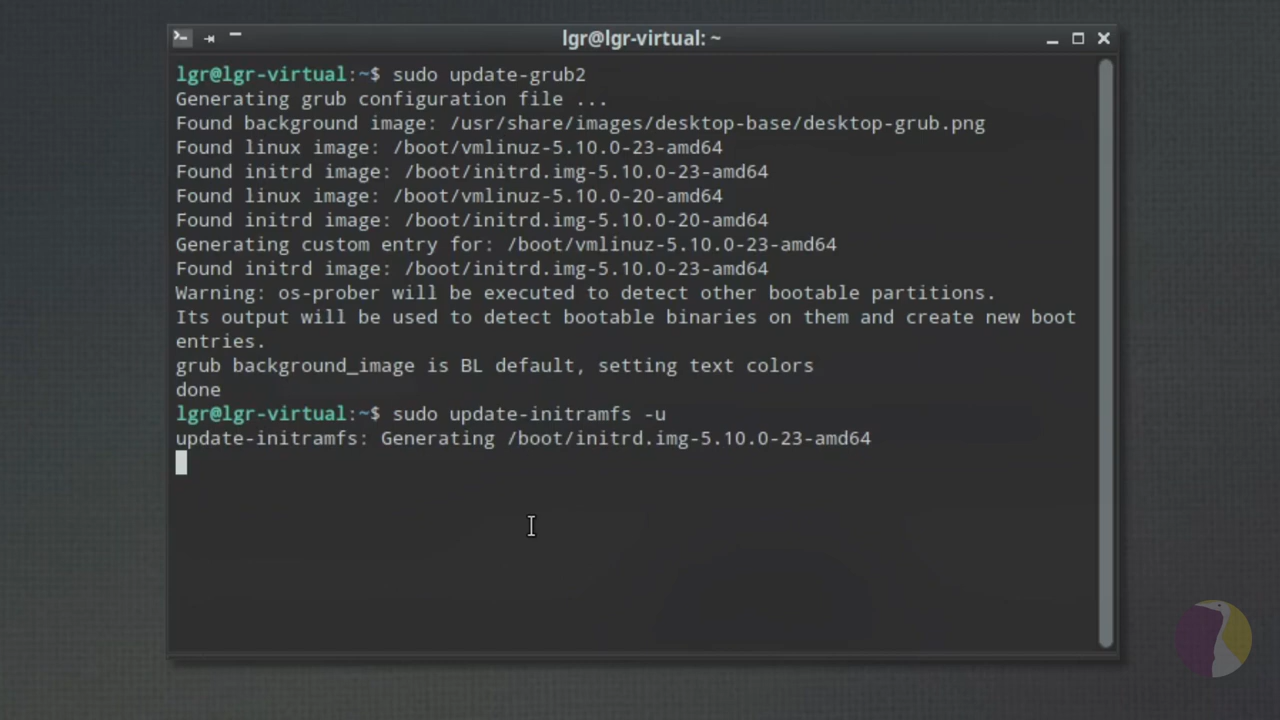 lgr@lgr-virtual: ~
lgr@lgr-virtual:~$ sudo update-grub2
Generating grub configuration file ...
Found background image: /usr/share/images/desktop-base/desktop-grub.png
Found linux image: /boot/vmlinuz-5.10.0-23-amd64
Found initrd image: /boot/initrd.img-5.10.0-23-amd64
Found linux image: /boot/vmlinuz-5.10.0-20-amd64
Found initrd image: /boot/initrd.img-5.10.0-20-amd64
Generating custom entry for: /boot/vmlinuz-5.10.0-23-amd64
Found initrd image: /boot/initrd.img-5.10.0-23-amd64
Warning: os-prober will be executed to detect other bootable partitions.
Its output will be used to detect bootable binaries on them and create new boot
entries.
grub background_image is BL default, setting text colors
done
lgr@lgr-virtual:~$ sudo update-initramfs -u
update-initramfs: Generating /boot/initrd.img-5.10.0-23-amd64